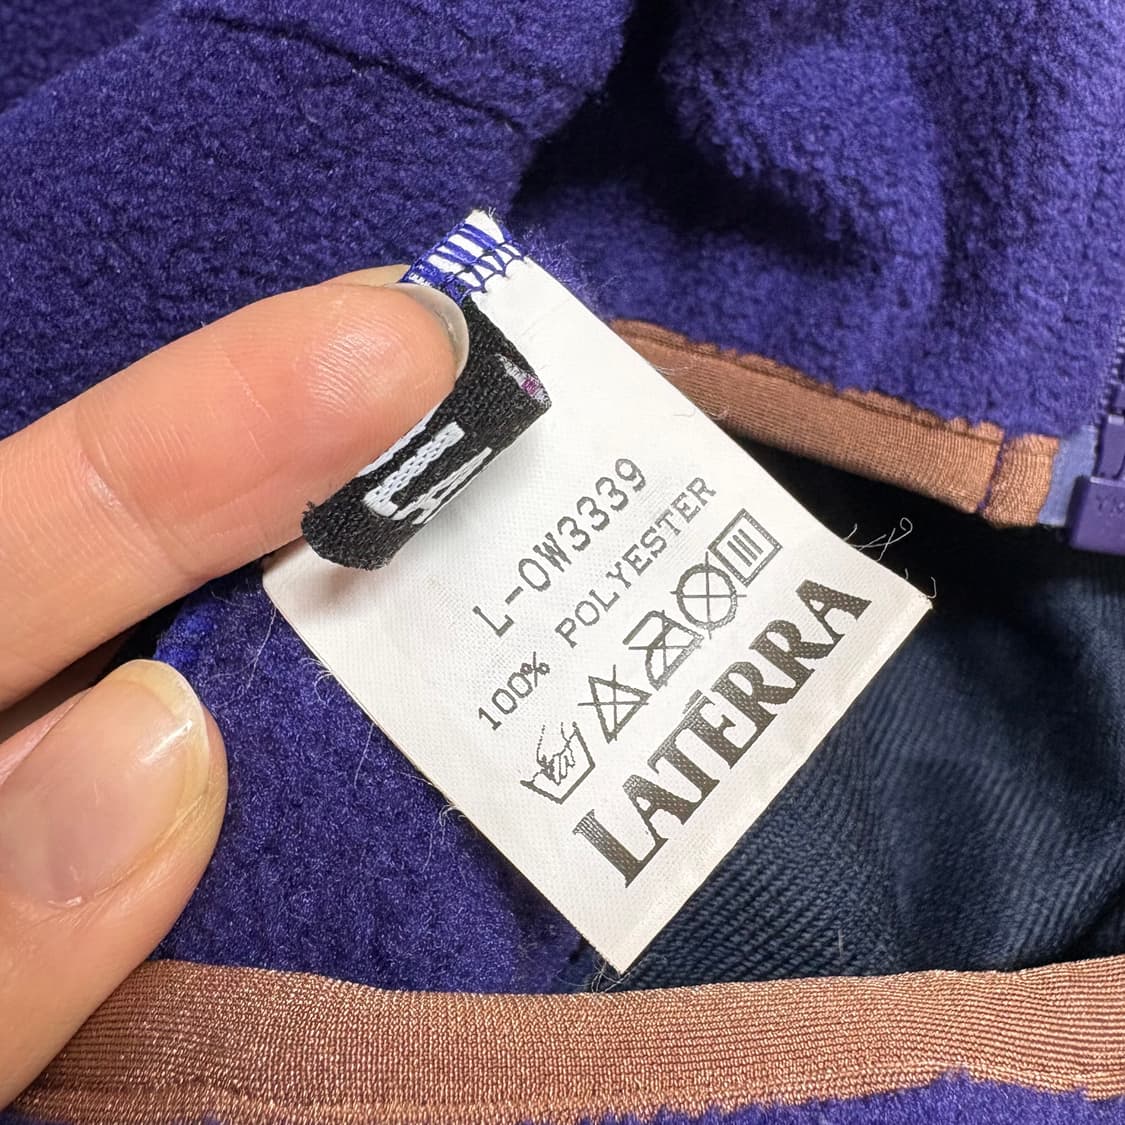 L-OW3339
100% POLYESTER
LATERRA